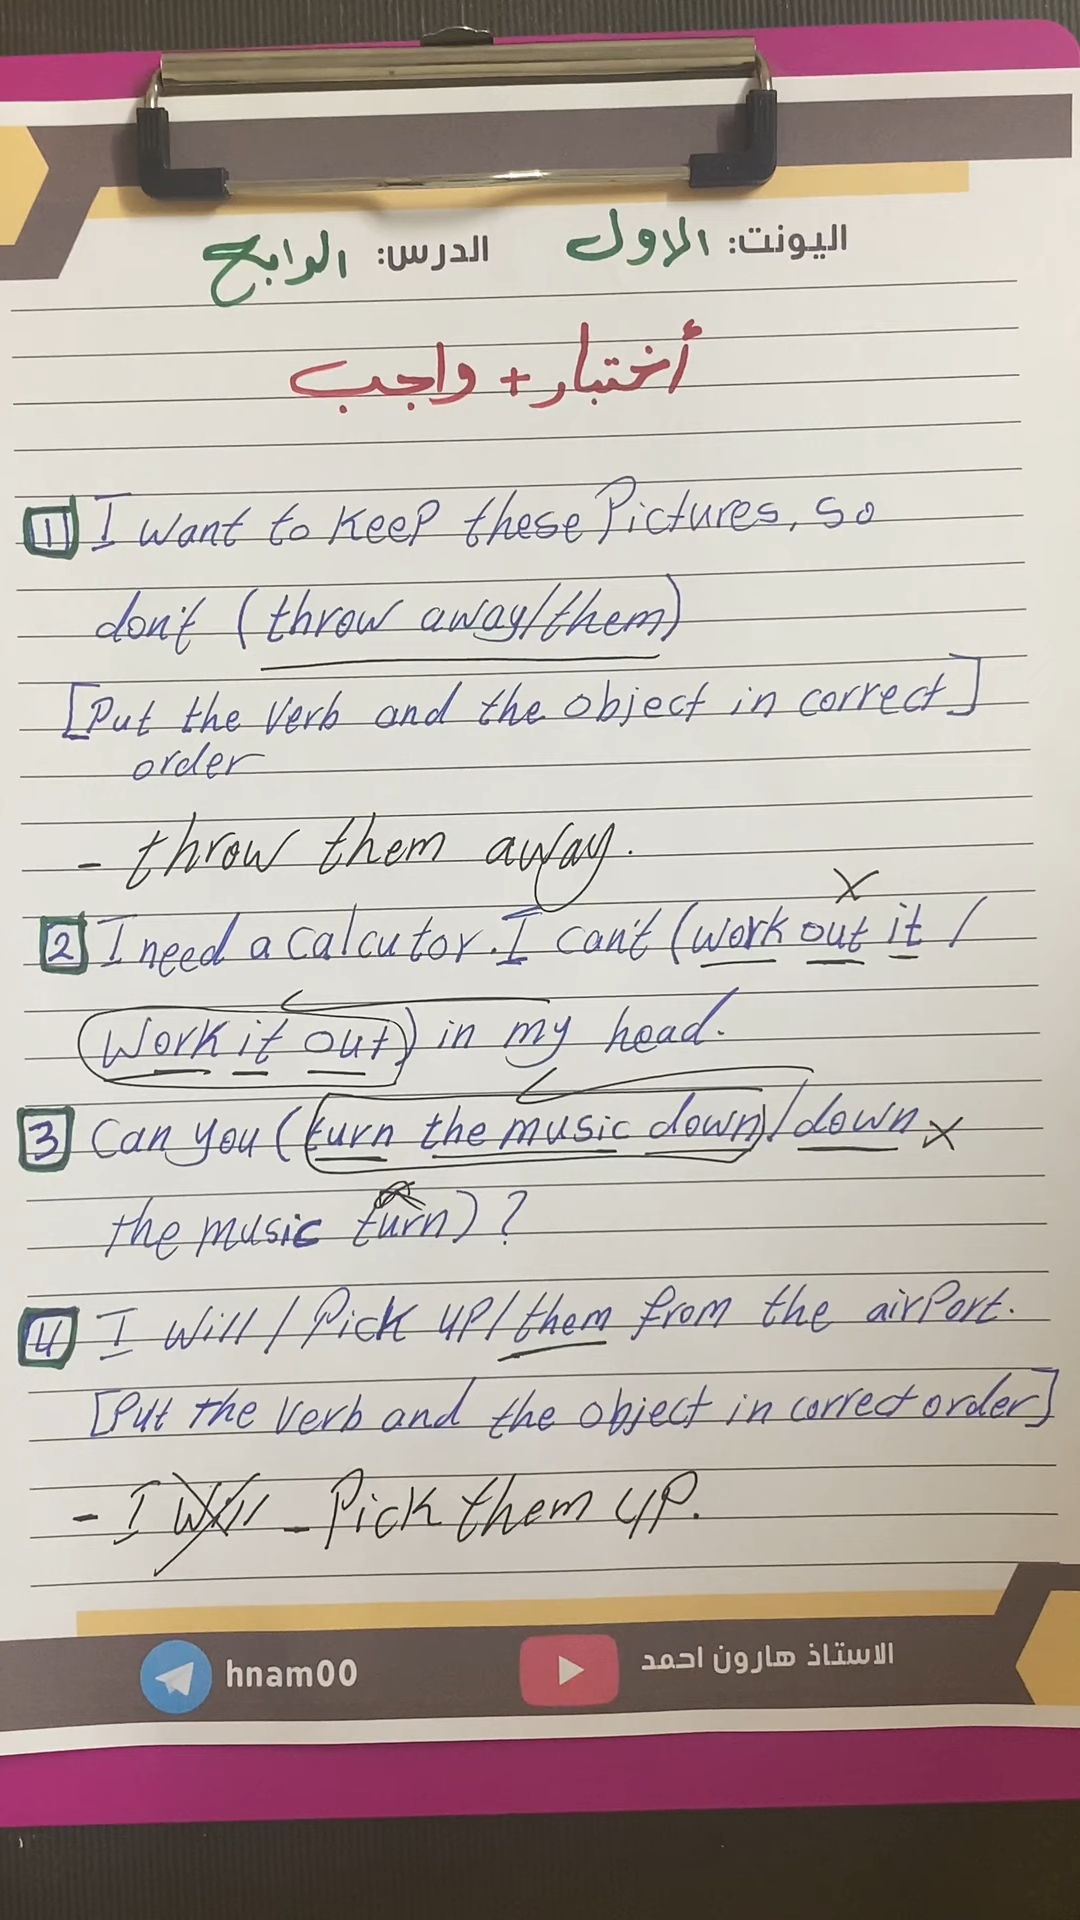 اليونت: الاول الدرس: الرابع
أختبار + واجب
1 I want to keep these Pictures, so
don't (throw away/them)
[Put the verb and the object in correct]
order
- throw them away.
2 I need a calcutor. I can't (work out it /
work it out) in my head.
3 Can you (turn the music down)/down
the music turn)?
4 I will / Pick up/them from the airport.
[Put the verb and the object in correct order]
- I will - Pick them up.
hnam00 الاستاذ هارون احمد